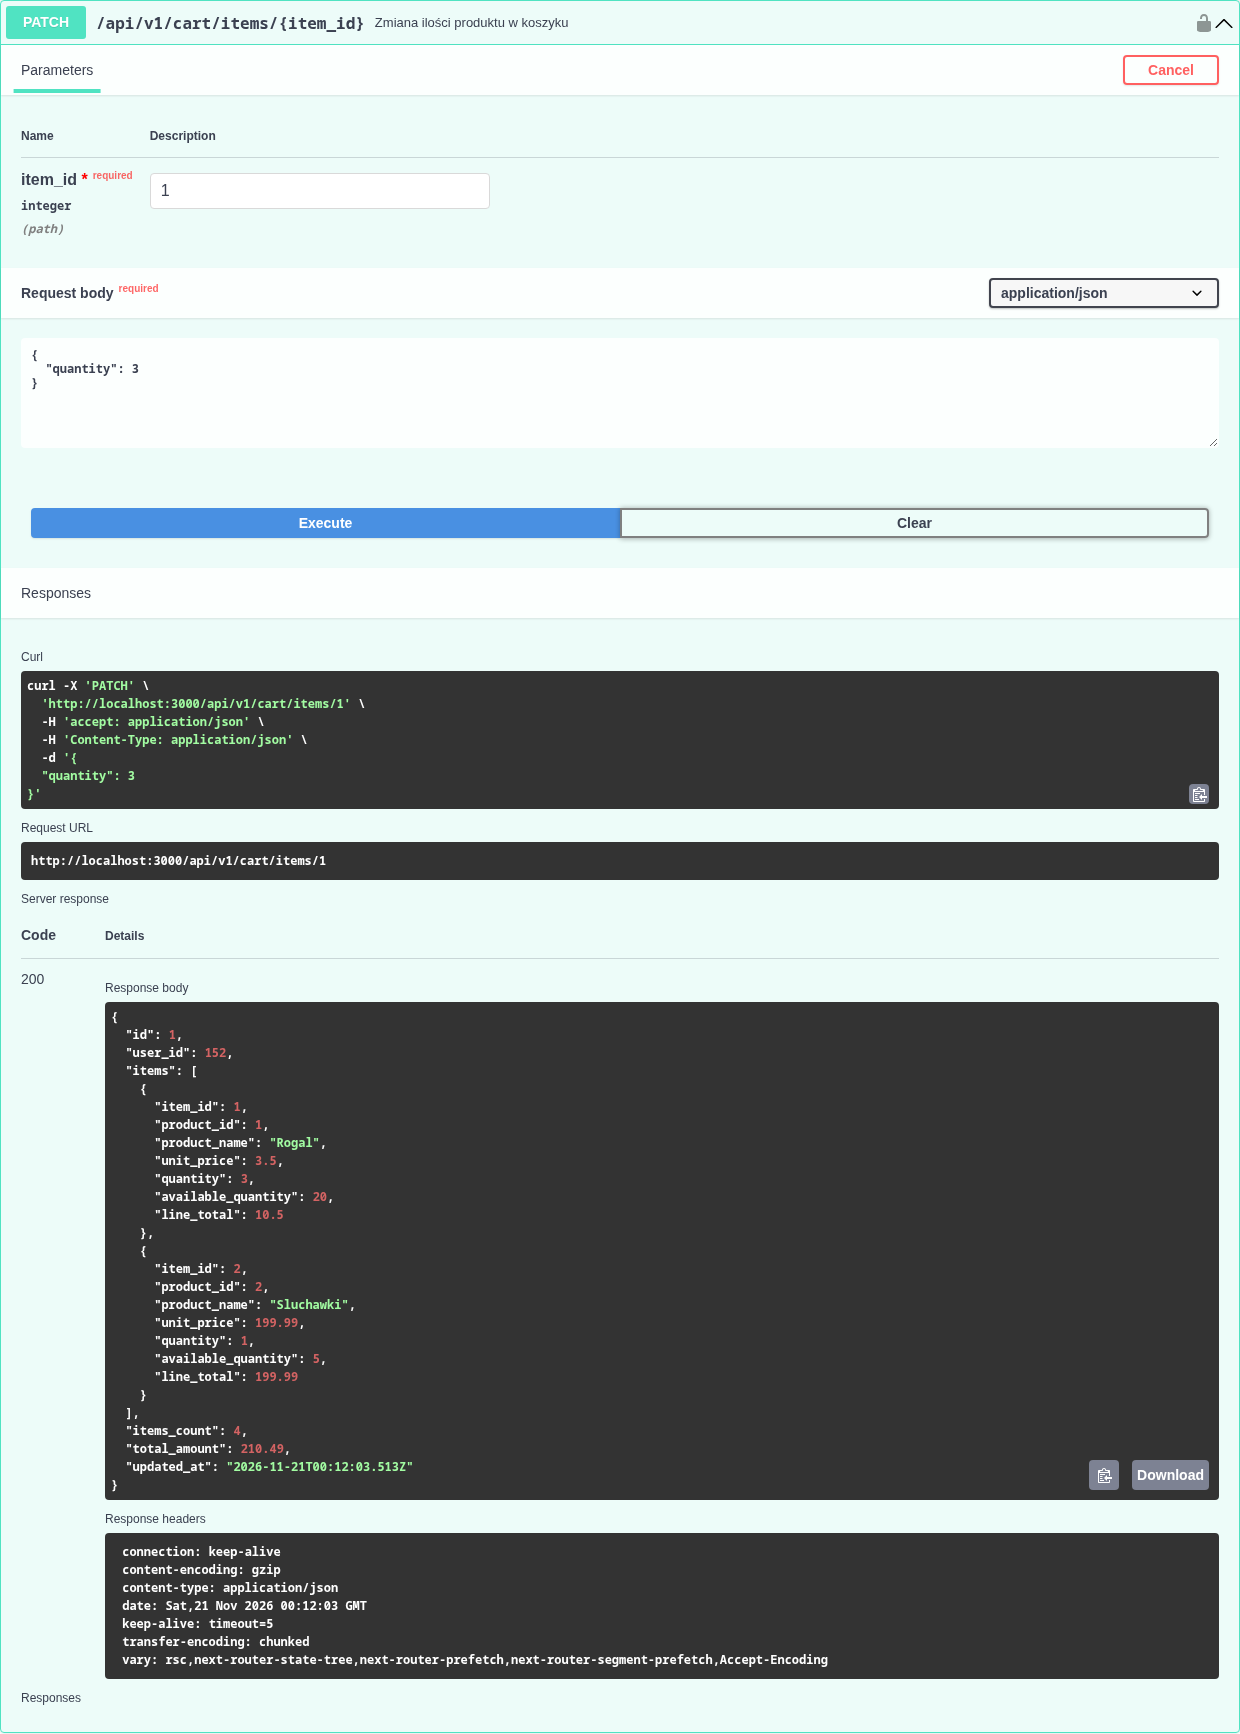 PATCH /api/v1/cart/items/{item_id} Zmiana ilości produktu w koszyku
Parameters Cancel
Name Description
item_id * required 1
integer
(path)
Request body required application/json
{
  "quantity": 3
}
Execute Clear
Responses
Curl
curl -X 'PATCH' \
  'http://localhost:3000/api/v1/cart/items/1' \
  -H 'accept: application/json' \
  -H 'Content-Type: application/json' \
  -d '{
  "quantity": 3
}'
Request URL
http://localhost:3000/api/v1/cart/items/1
Server response
Code Details
200
Response body
{
  "id": 1,
  "user_id": 152,
  "items": [
    {
      "item_id": 1,
      "product_id": 1,
      "product_name": "Rogal",
      "unit_price": 3.5,
      "quantity": 3,
      "available_quantity": 20,
      "line_total": 10.5
    },
    {
      "item_id": 2,
      "product_id": 2,
      "product_name": "Sluchawki",
      "unit_price": 199.99,
      "quantity": 1,
      "available_quantity": 5,
      "line_total": 199.99
    }
  ],
  "items_count": 4,
  "total_amount": 210.49,
  "updated_at": "2026-11-21T00:12:03.513Z"
}
Download
Response headers
connection: keep-alive
content-encoding: gzip
content-type: application/json
date: Sat,21 Nov 2026 00:12:03 GMT
keep-alive: timeout=5
transfer-encoding: chunked
vary: rsc,next-router-state-tree,next-router-prefetch,next-router-segment-prefetch,Accept-Encoding
Responses